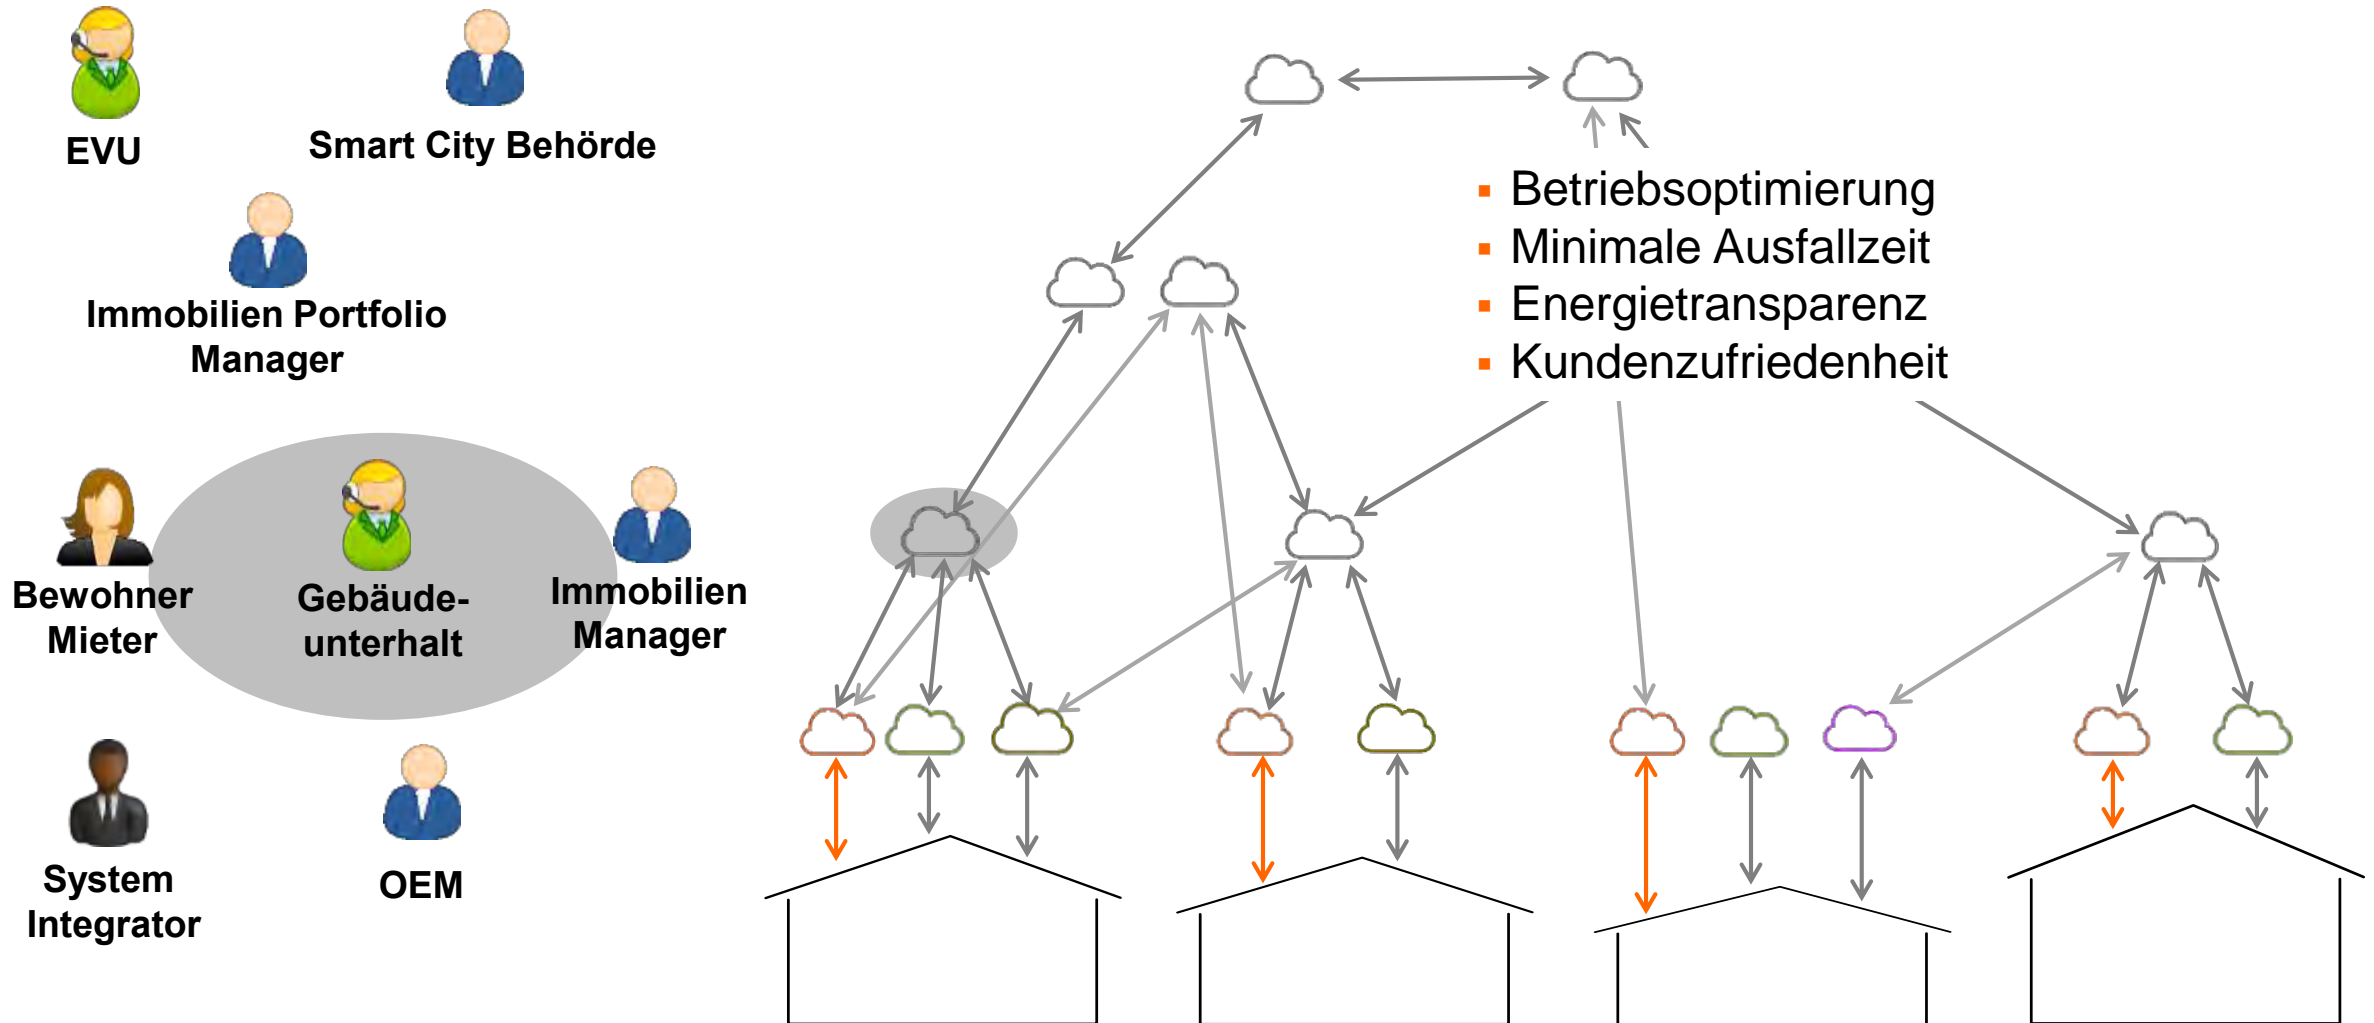 EVU
Smart City Behörde
Immobilien Portfolio
Manager
Bewohner
Mieter
Gebäude-
unterhalt
Immobilien
Manager
System
Integrator
OEM
▪ Betriebsoptimierung
▪ Minimale Ausfallzeit
▪ Energietransparenz
▪ Kundenzufriedenheit